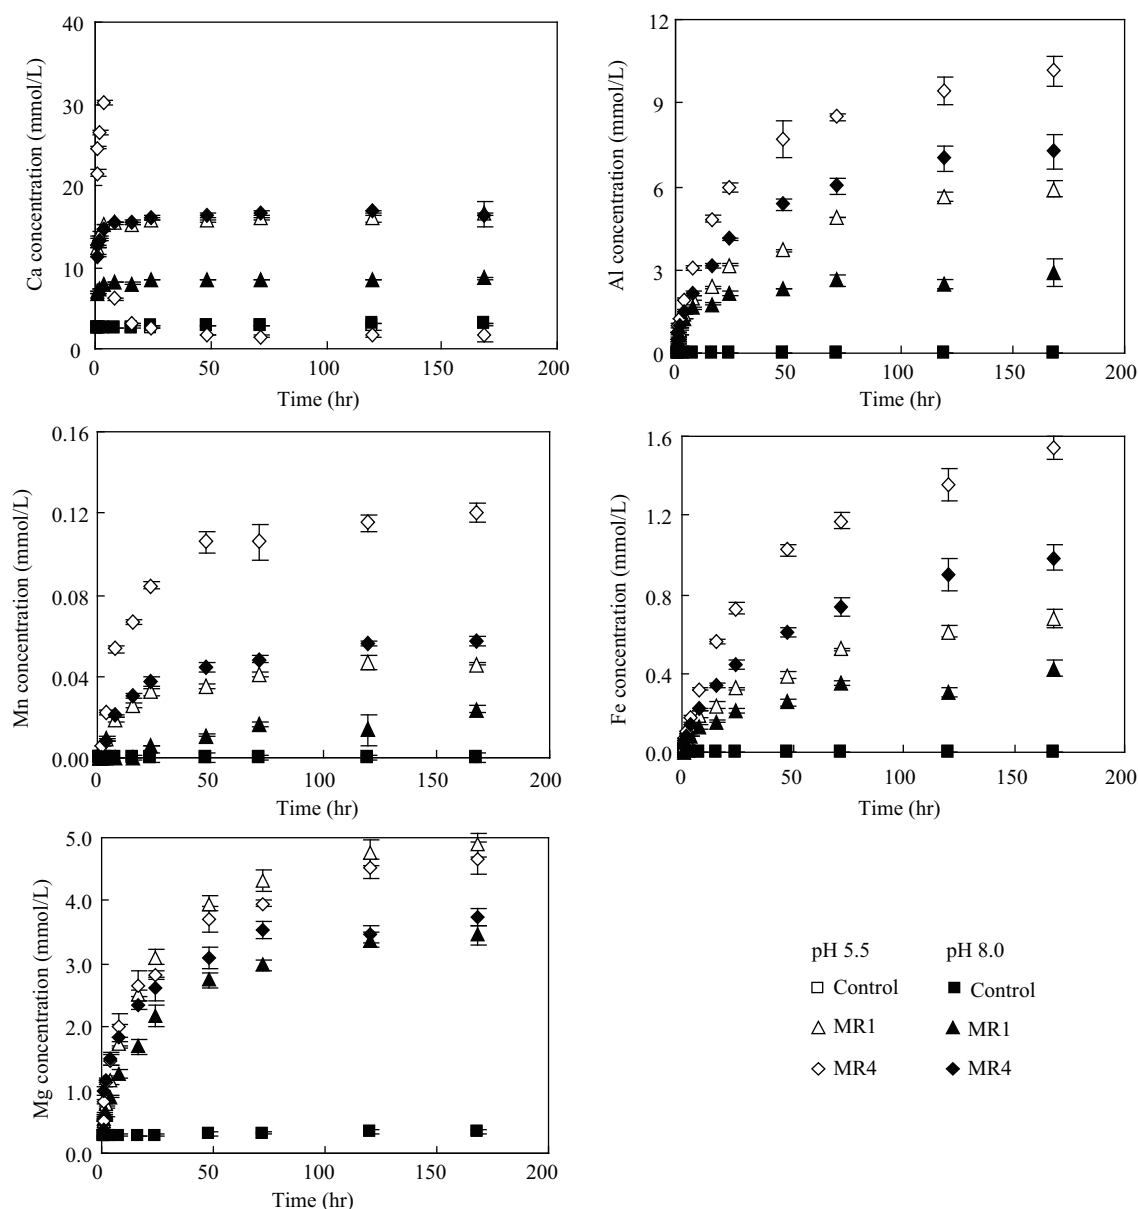 Ca concentration (mmol/L)
40
30
20
10
0
0 50 100 150 200
Time (hr)
Al concentration (mmol/L)
12
9
6
3
0
0 50 100 150 200
Time (hr)
Mn concentration (mmol/L)
0.16
0.12
0.08
0.04
0.00
0 50 100 150 200
Time (hr)
Fe concentration (mmol/L)
1.6
1.2
0.8
0.4
0.0
0 50 100 150 200
Time (hr)
Mg concentration (mmol/L)
5.0
4.0
3.0
2.0
1.0
0.0
0 50 100 150 200
Time (hr)
pH 5.5 pH 8.0
Control Control
MR1 MR1
MR4 MR4